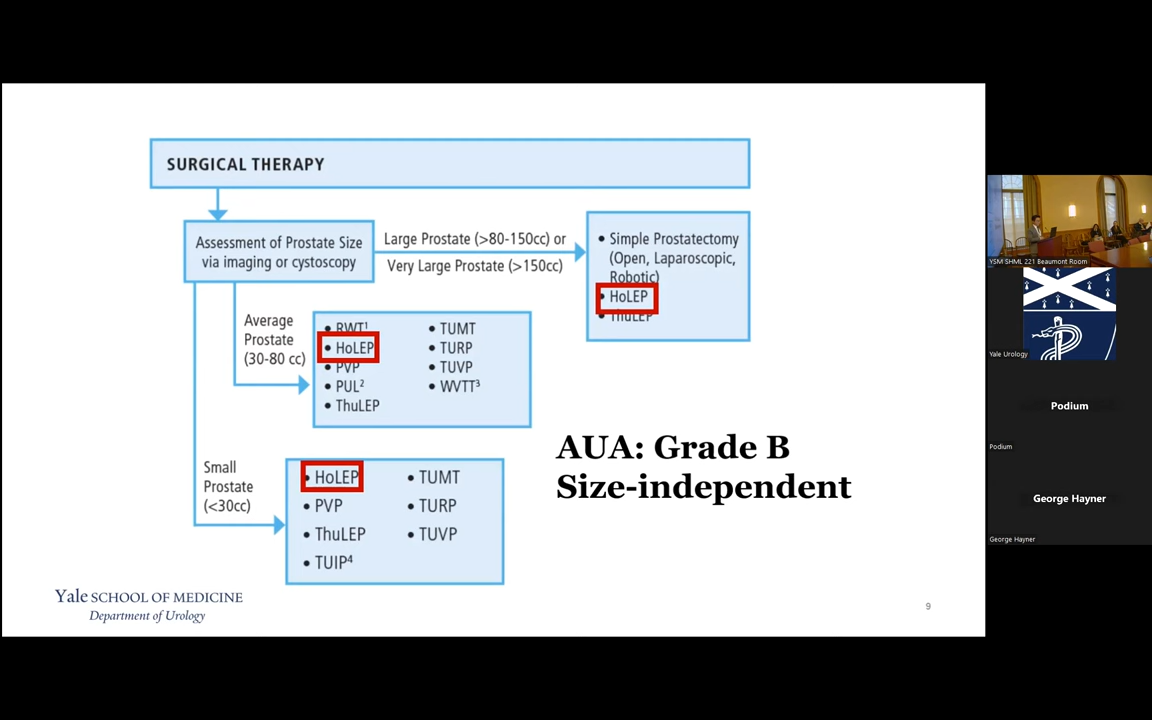 SURGICAL THERAPY
Assessment of Prostate Size
via imaging or cystoscopy
Large Prostate (>80-150cc) or
Very Large Prostate (>150cc)
• Simple Prostatectomy
(Open, Laparoscopic,
Robotic)
• HoLEP
• ThuLEP
Average
Prostate
(30-80 cc)
• RWT¹
• HoLEP
• PVP
• PUL²
• ThuLEP
• TUMT
• TURP
• TUVP
• WVTT³
Small
Prostate
(<30cc)
• HoLEP
• PVP
• ThuLEP
• TUIP⁴
• TUMT
• TURP
• TUVP
AUA: Grade B
Size-independent
Yale SCHOOL OF MEDICINE
Department of Urology
9
YSM SHML 221 Beaumont Room
Yale Urology
Podium
Podium
George Hayner
George Hayner